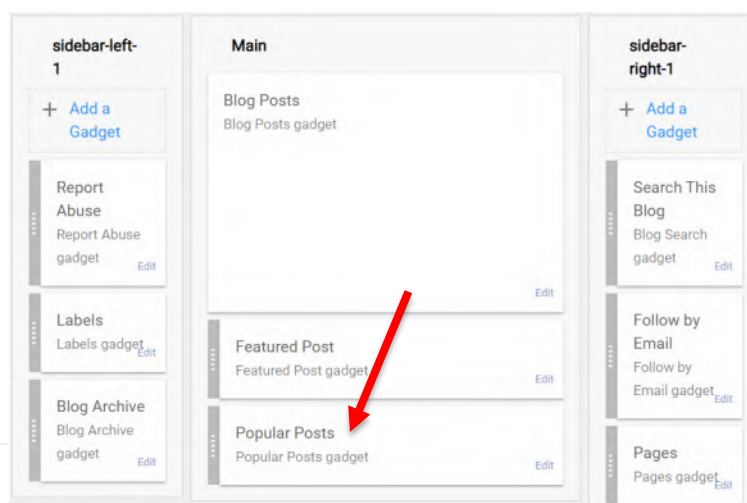 sidebar-left-
1
+ Add a
Gadget
Report
Abuse
Report Abuse
gadget
Edit
Labels
Labels gadget
Edit
Blog Archive
Blog Archive
gadget
Edit
Main
Blog Posts
Blog Posts gadget
Edit
Featured Post
Featured Post gadget
Edit
Popular Posts
Popular Posts gadget
Edit
sidebar-
right-1
+ Add a
Gadget
Search This
Blog
Blog Search
gadget
Edit
Follow by
Email
Follow by
Email gadget
Edit
Pages
Pages gadget
Edit